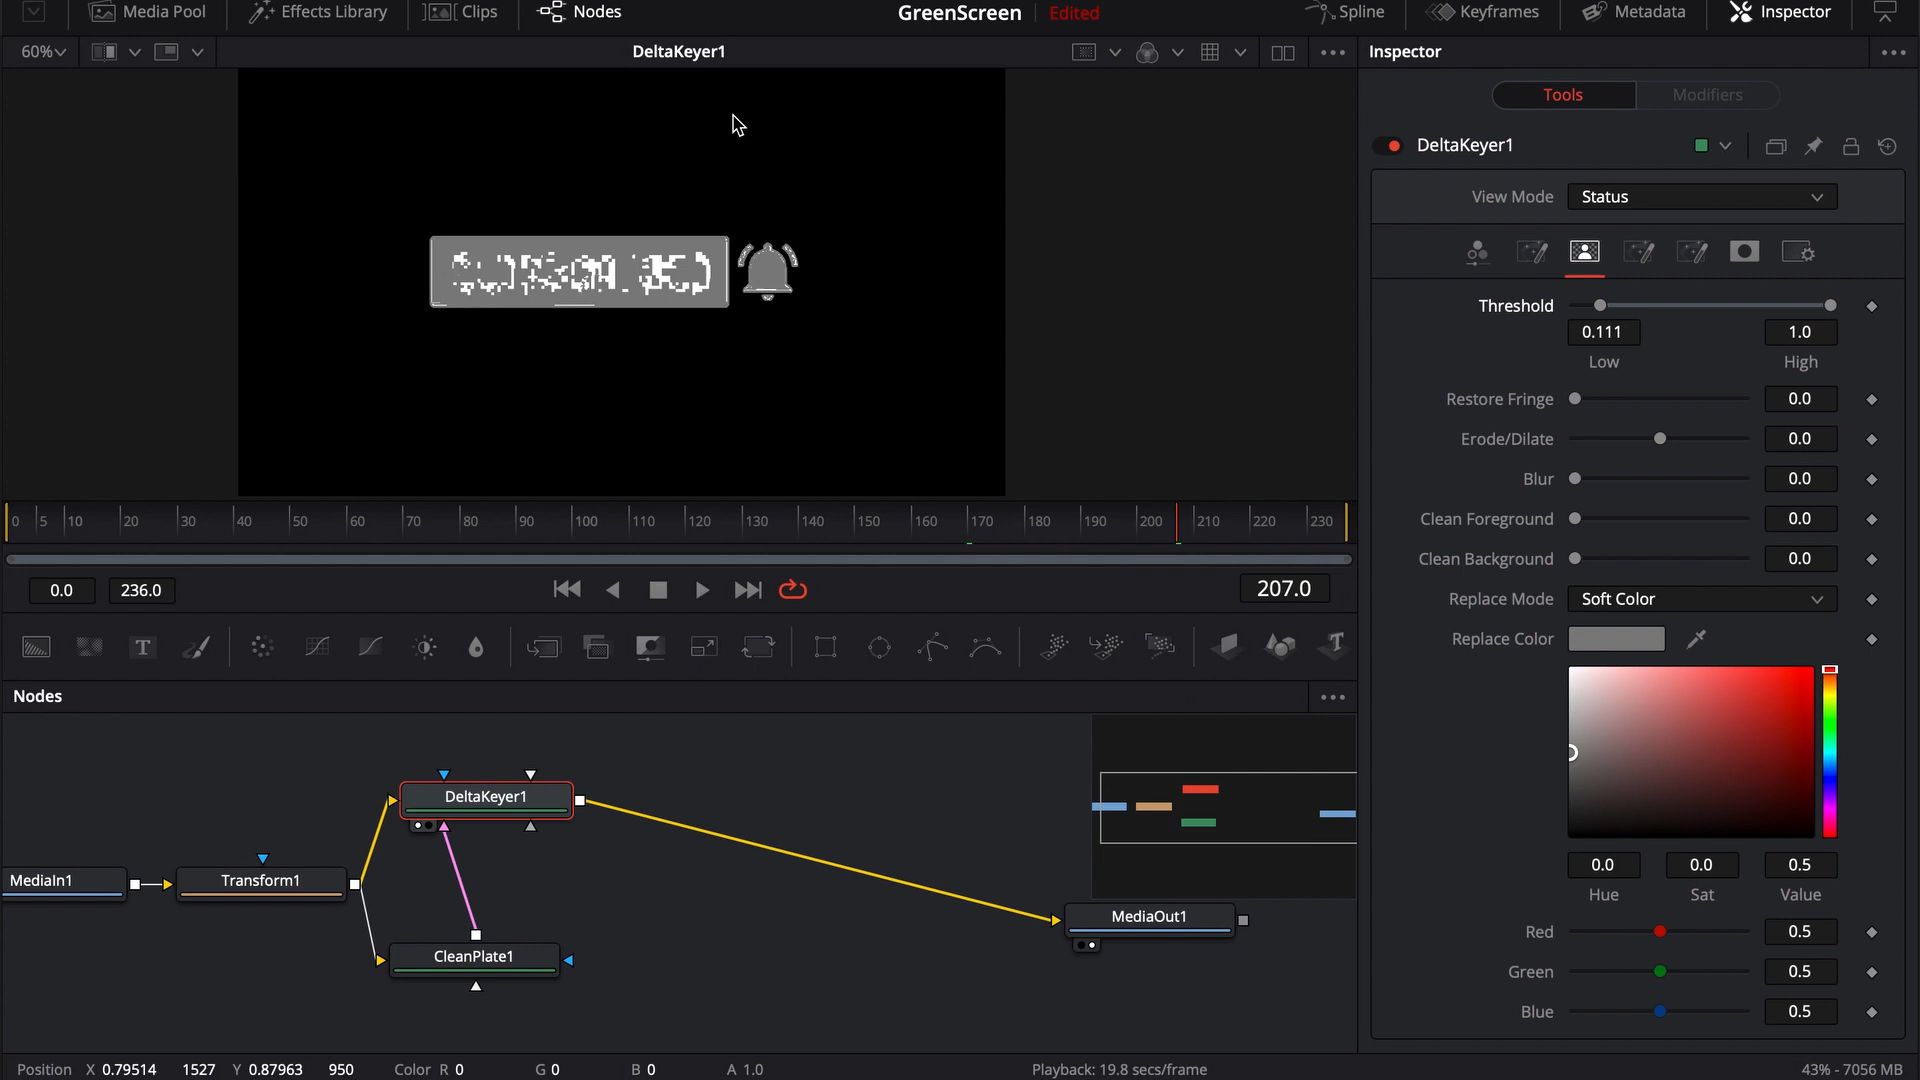 Media Pool Effects Library Clips Nodes GreenScreen Edited Spline Keyframes Metadata Inspector
60% DeltaKeyer1 Inspector
Tools Modifiers
DeltaKeyer1
View Mode Status
Threshold
0.111 1.0
Low High
Restore Fringe 0.0
Erode/Dilate 0.0
Blur 0.0
Clean Foreground 0.0
Clean Background 0.0
Replace Mode Soft Color
Replace Color
0.0 0.0 0.5
Hue Sat Value
Red 0.5
Green 0.5
Blue 0.5
0 5 10 20 30 40 50 60 70 80 90 100 110 120 130 140 150 160 170 180 190 200 210 220 230
0.0 236.0 207.0
Nodes
DeltaKeyer1
MediaIn1 Transform1
MediaOut1
CleanPlate1
Position X 0.79514 1527 Y 0.87963 950 Color R 0 G 0 B 0 A 1.0 Playback: 19.8 secs/frame 43% - 7056 MB